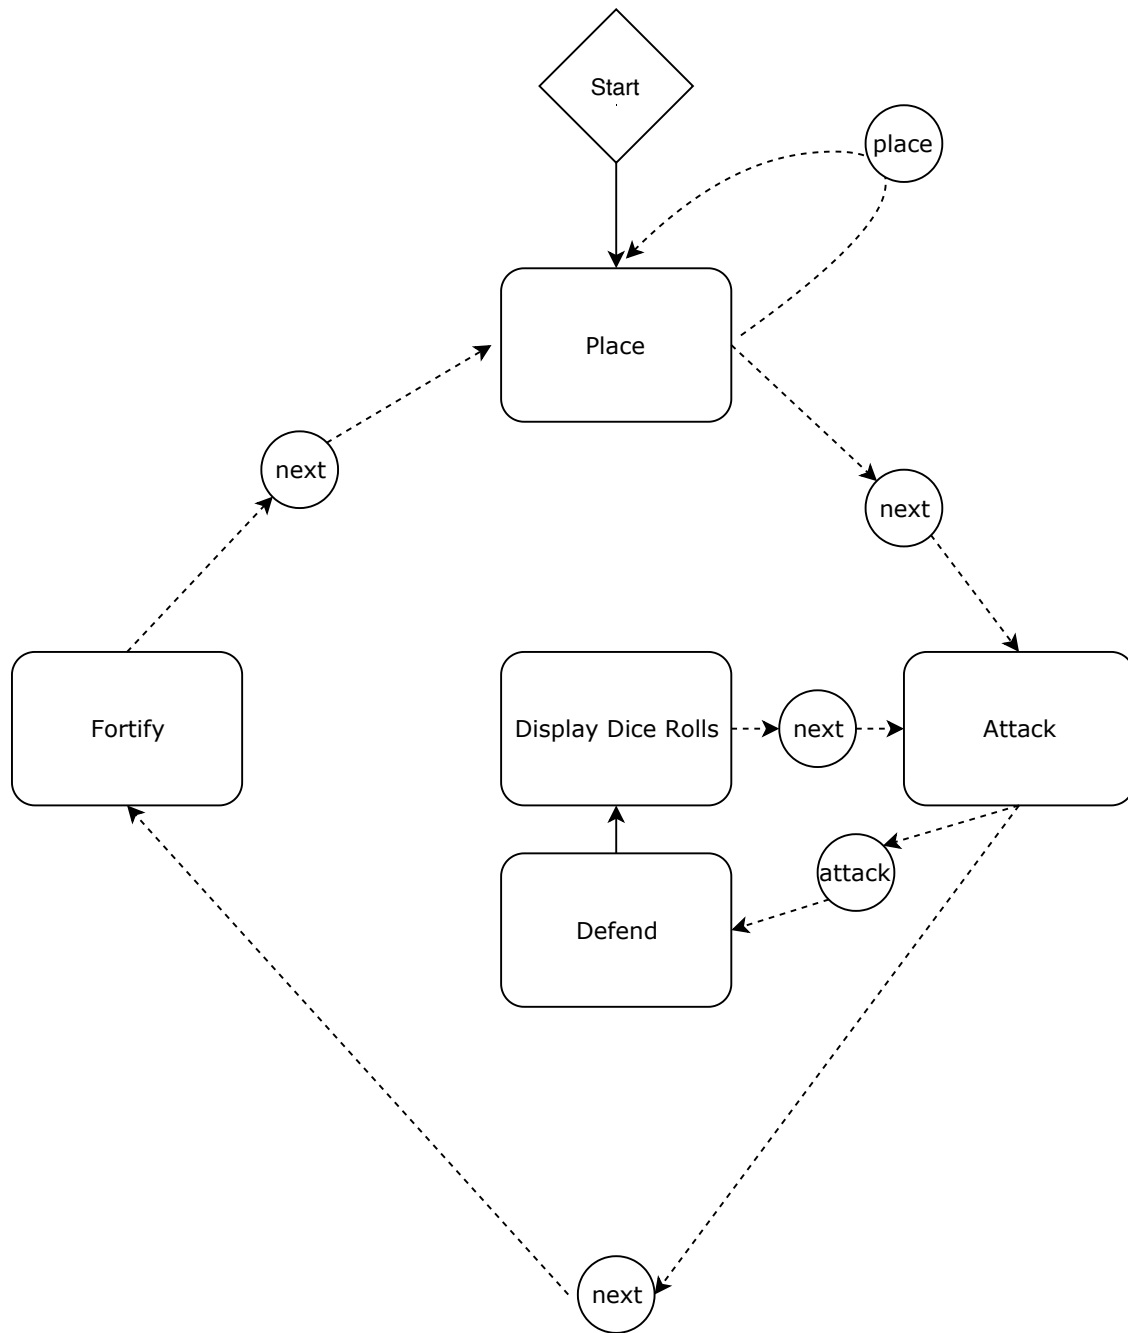 Start
place
Place
next
next
Fortify
Display Dice Rolls
next
Attack
attack
Defend
next